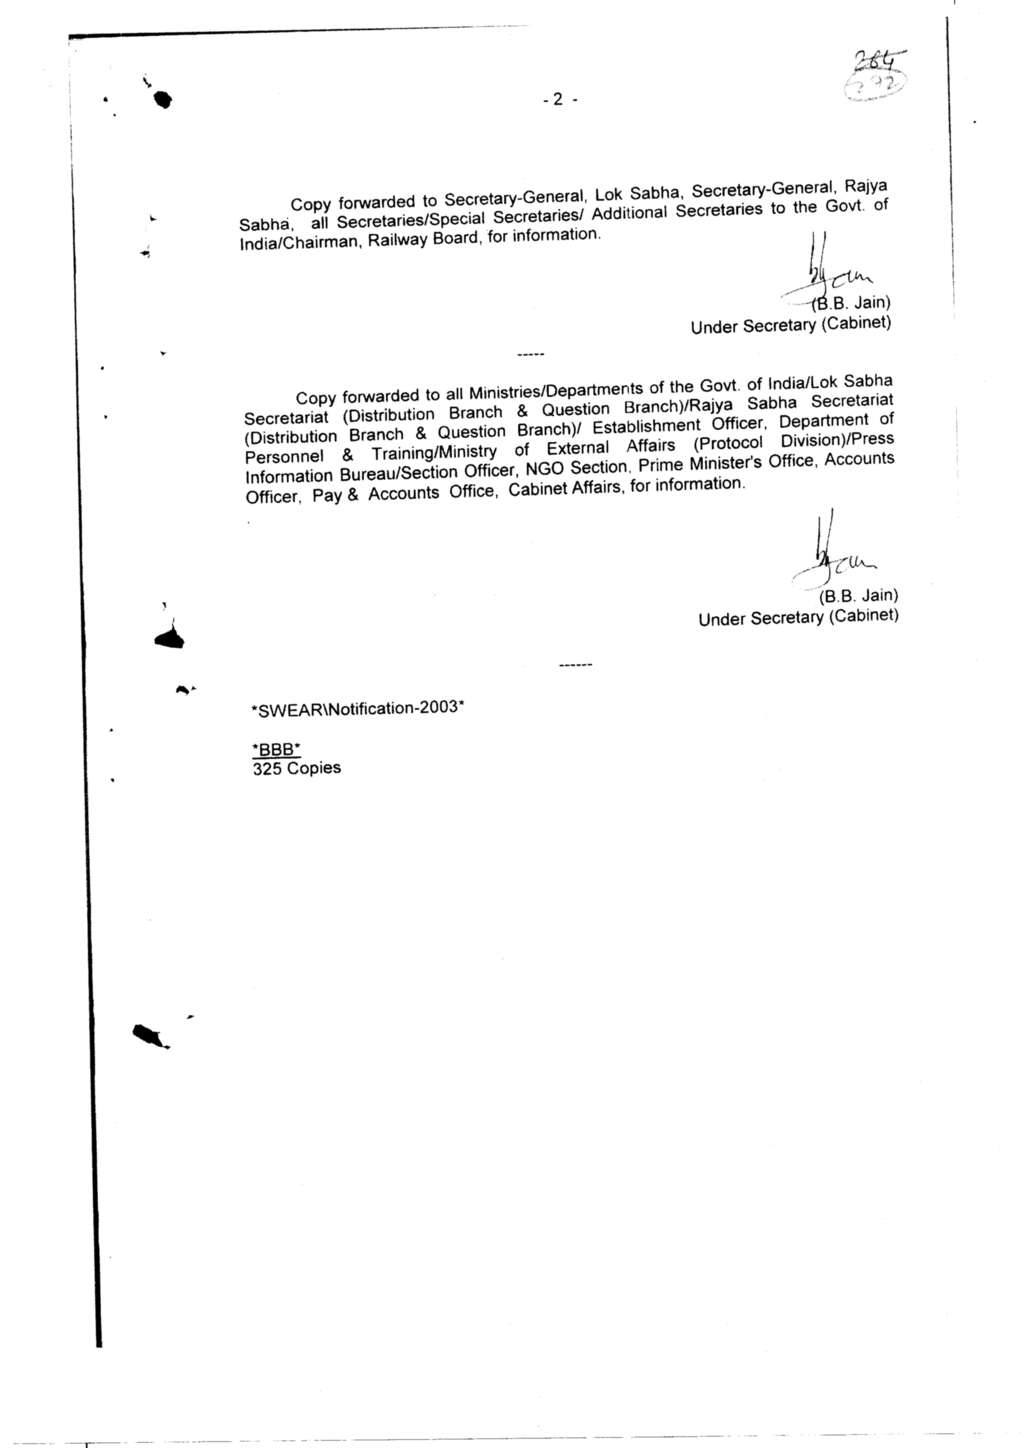 264
292
- 2 -
Copy forwarded to Secretary-General, Lok Sabha, Secretary-General, Rajya
Sabha, all Secretaries/Special Secretaries/ Additional Secretaries to the Govt. of
India/Chairman, Railway Board, for information.
(B.B. Jain)
Under Secretary (Cabinet)
-----
Copy forwarded to all Ministries/Departments of the Govt. of India/Lok Sabha
Secretariat (Distribution Branch & Question Branch)/Rajya Sabha Secretariat
(Distribution Branch & Question Branch)/ Establishment Officer, Department of
Personnel & Training/Ministry of External Affairs (Protocol Division)/Press
Information Bureau/Section Officer, NGO Section, Prime Minister's Office, Accounts
Officer, Pay & Accounts Office, Cabinet Affairs, for information.
(B.B. Jain)
Under Secretary (Cabinet)
------
*SWEAR\Notification-2003*
*BBB*
325 Copies